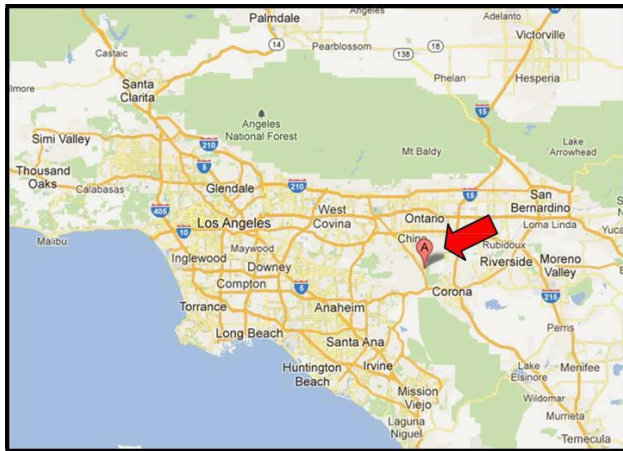 Palmdale
Angeles
Adelanto
Victorville
14
Pearblossom
138
18
Castaic
Phelan
Hesperia
Santa
Clarita
15
Angeles
National Forest
Simi Valley
210
5
Mt Baldy
Lake
Arrowhead
Thousand
Oaks
Calabasas
Glendale
210
15
San
Bernardino
405
Los Angeles
West
Covina
Ontario
Loma Linda
Malibu
10
Maywood
Chino
A
Rubidoux
Inglewood
Downey
Riverside
Moreno
Valley
Compton
5
Corona
215
Torrance
Anaheim
Long Beach
Santa Ana
Perris
Huntington
Beach
Irvine
Lake
Elsinore
Menifee
Mission
Viejo
Wildomar
Laguna
Niguel
Murrieta
Temecula